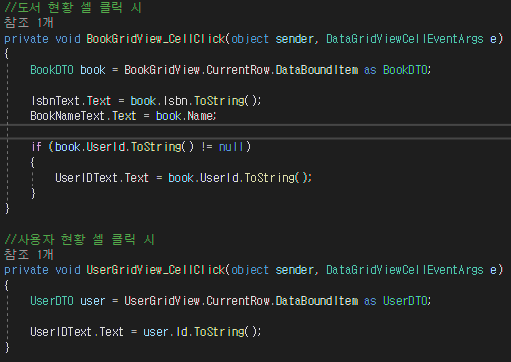 //도서 현황 셀 클릭 시
참조 1개
private void BookGridView_CellClick(object sender, DataGridViewCellEventArgs e)
{
BookDTO book = BookGridView.CurrentRow.DataBoundItem as BookDTO;
IsbnText.Text = book.Isbn.ToString();
BookNameText.Text = book.Name;
if (book.UserId.ToString() != null)
{
UserIDText.Text = book.UserId.ToString();
}
}
//사용자 현황 셀 클릭 시
참조 1개
private void UserGridView_CellClick(object sender, DataGridViewCellEventArgs e)
{
UserDTO user = UserGridView.CurrentRow.DataBoundItem as UserDTO;
UserIDText.Text = user.Id.ToString();
}